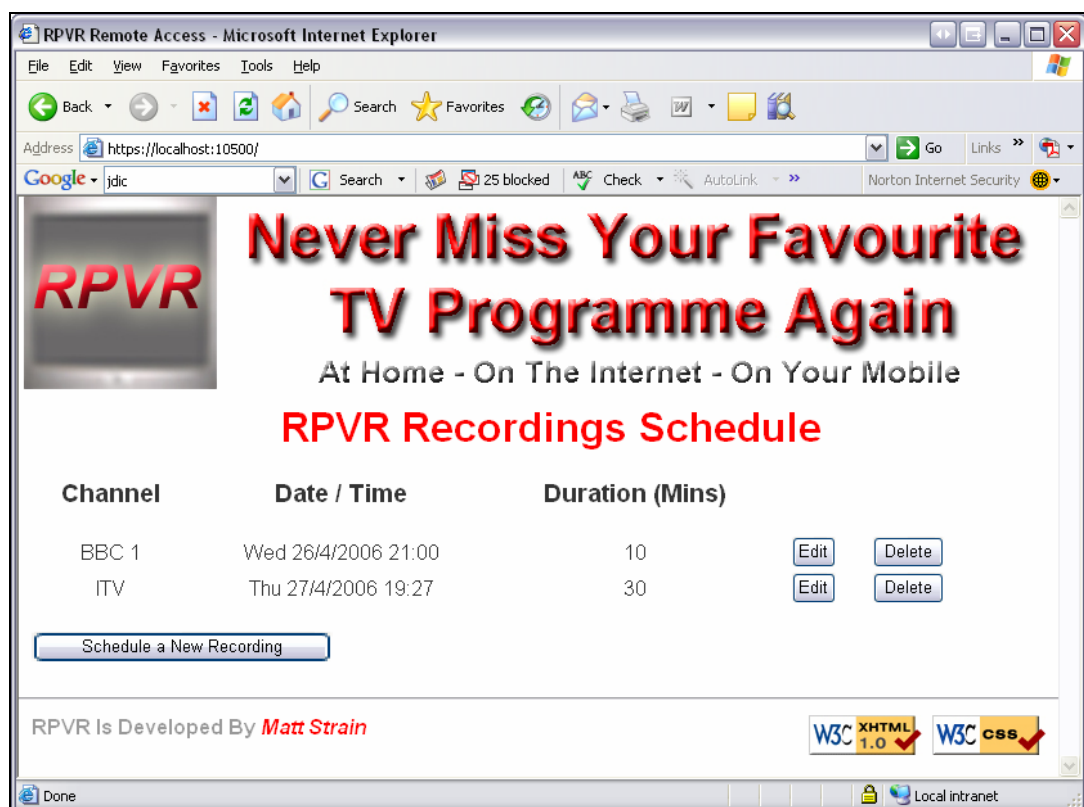 RPVR Remote Access - Microsoft Internet Explorer
File Edit View Favorites Tools Help
Back Search Favorites W
Address https://localhost:10500/ Go Links »
Google jdic G Search 25 blocked ABC Check AutoLink » Norton Internet Security
RPVR
Never Miss Your Favourite
TV Programme Again
At Home - On The Internet - On Your Mobile
RPVR Recordings Schedule
Channel Date / Time Duration (Mins)
BBC 1 Wed 26/4/2006 21:00 10 Edit Delete
ITV Thu 27/4/2006 19:27 30 Edit Delete
Schedule a New Recording
RPVR Is Developed By Matt Strain
W3C XHTML 1.0 W3C css
Done Local intranet